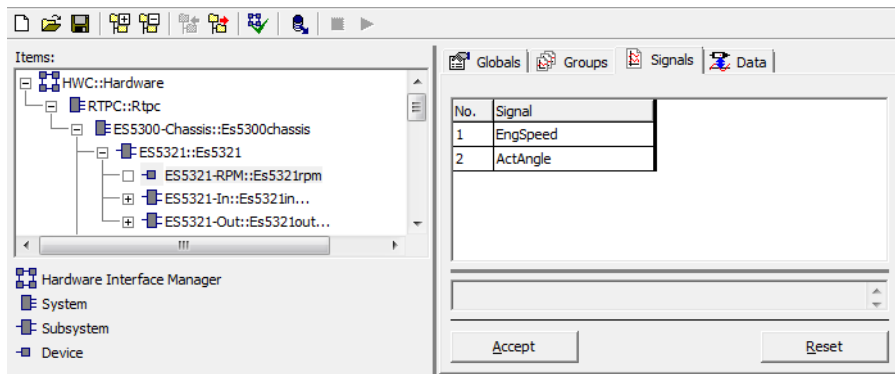 Items:
HWC::Hardware
RTPC::Rtpc
ES5300-Chassis::Es5300chassis
ES5321::Es5321
ES5321-RPM::Es5321rpm
ES5321-In::Es5321in...
ES5321-Out::Es5321out...
Hardware Interface Manager
System
Subsystem
Device
Globals Groups Signals Data
No. Signal
1 EngSpeed
2 ActAngle
Accept Reset